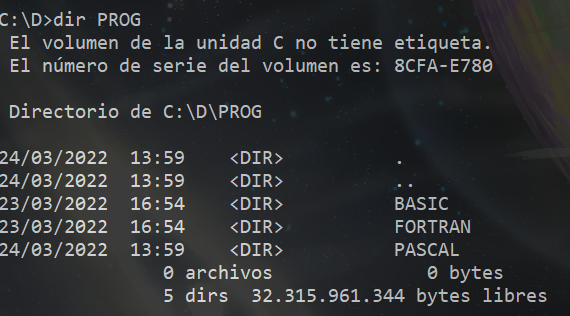 C:\D>dir PROG
El volumen de la unidad C no tiene etiqueta.
El número de serie del volumen es: 8CFA-E780
Directorio de C:\D\PROG
24/03/2022  13:59    <DIR>          .
24/03/2022  13:59    <DIR>          ..
23/03/2022  16:54    <DIR>          BASIC
23/03/2022  16:54    <DIR>          FORTRAN
24/03/2022  13:59    <DIR>          PASCAL
0 archivos              0 bytes
5 dirs  32.315.961.344 bytes libres